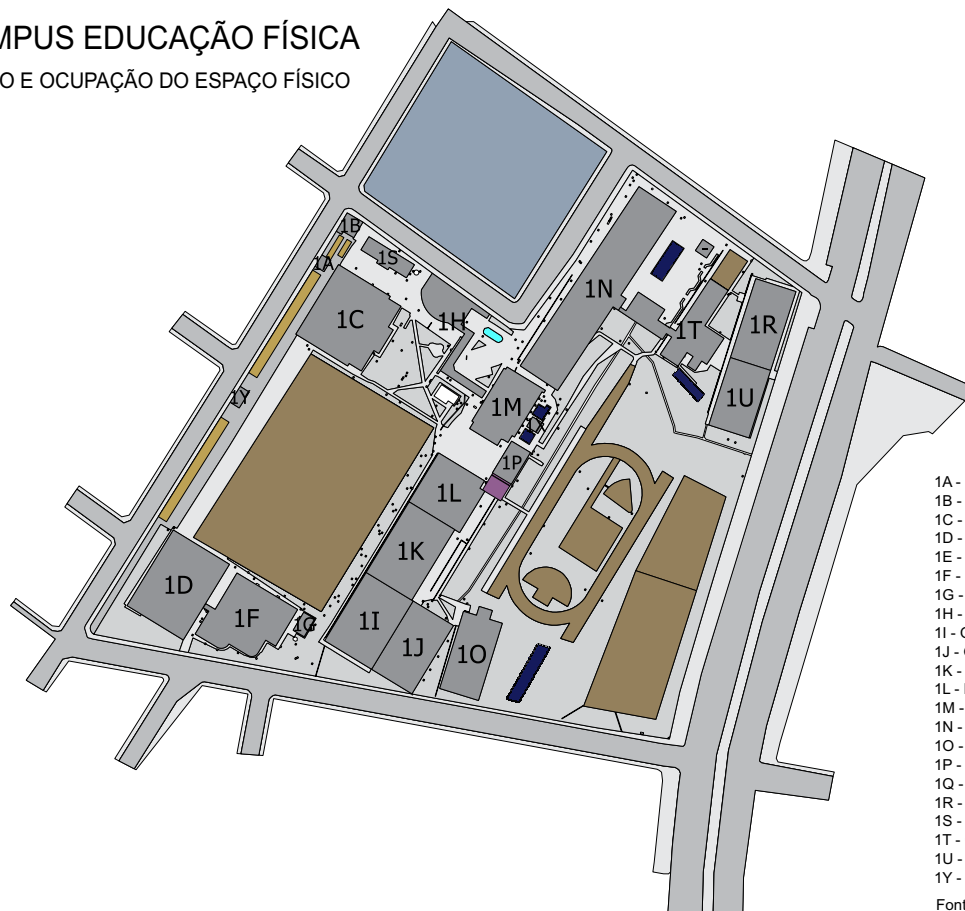 MPUS EDUCAÇÃO FÍSICA
O E OCUPAÇÃO DO ESPAÇO FÍSICO
1B
1S
1A
1N
1C
1H
1T
1R
1Y
1M
1U
1P
1L
1K
1D
1F
1G
1I
1J
1O
1A -
1B -
1C -
1D -
1E -
1F -
1G -
1H -
1I - C
1J -
1K -
1L -
1M -
1N -
1O -
1P -
1Q -
1R -
1S -
1T -
1U -
1Y -
Font